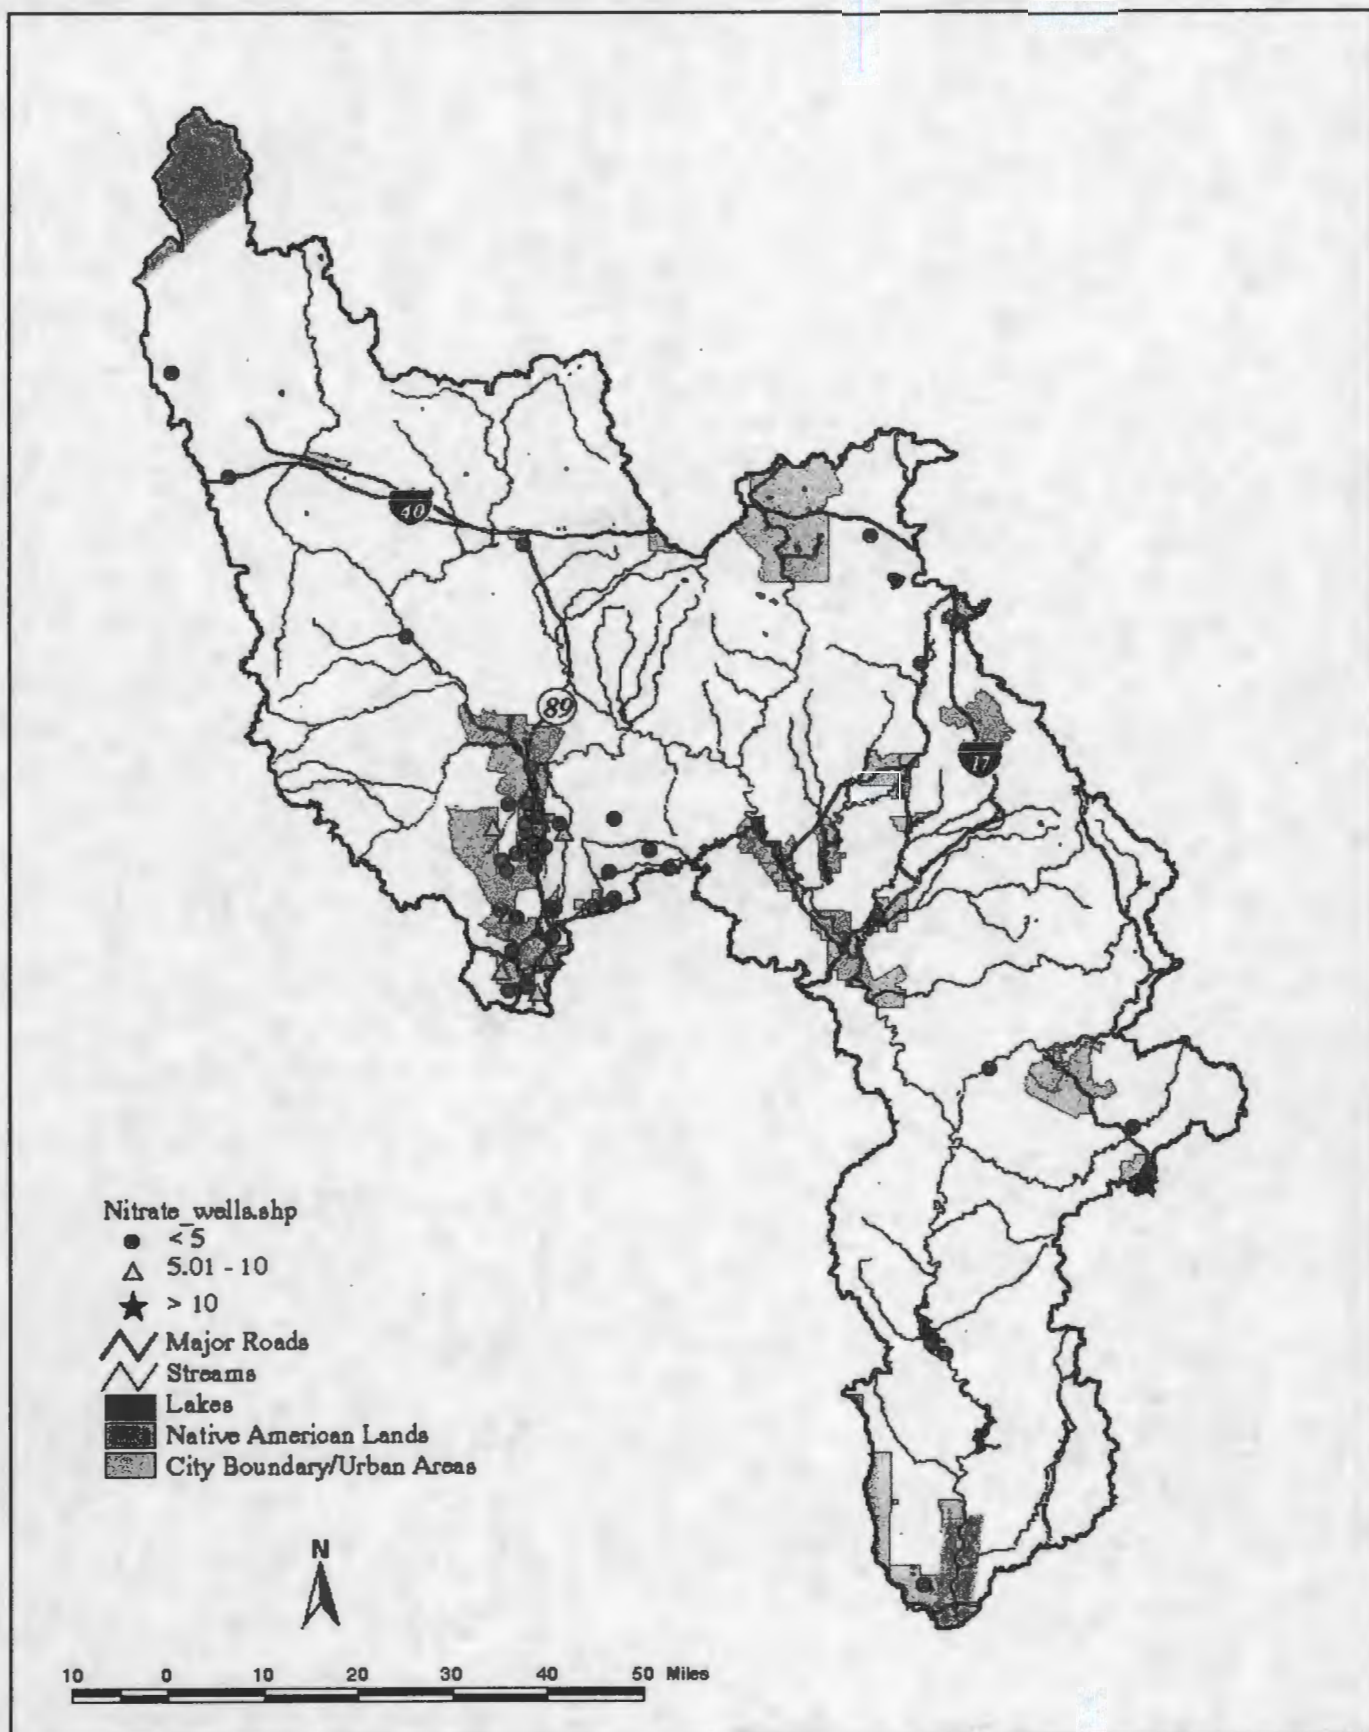 40
89
17
Nitrate_wells.shp
< 5
5.01 - 10
> 10
Major Roads
Streams
Lakes
Native American Lands
City Boundary/Urban Areas
N
10 0 10 20 30 40 50 Miles